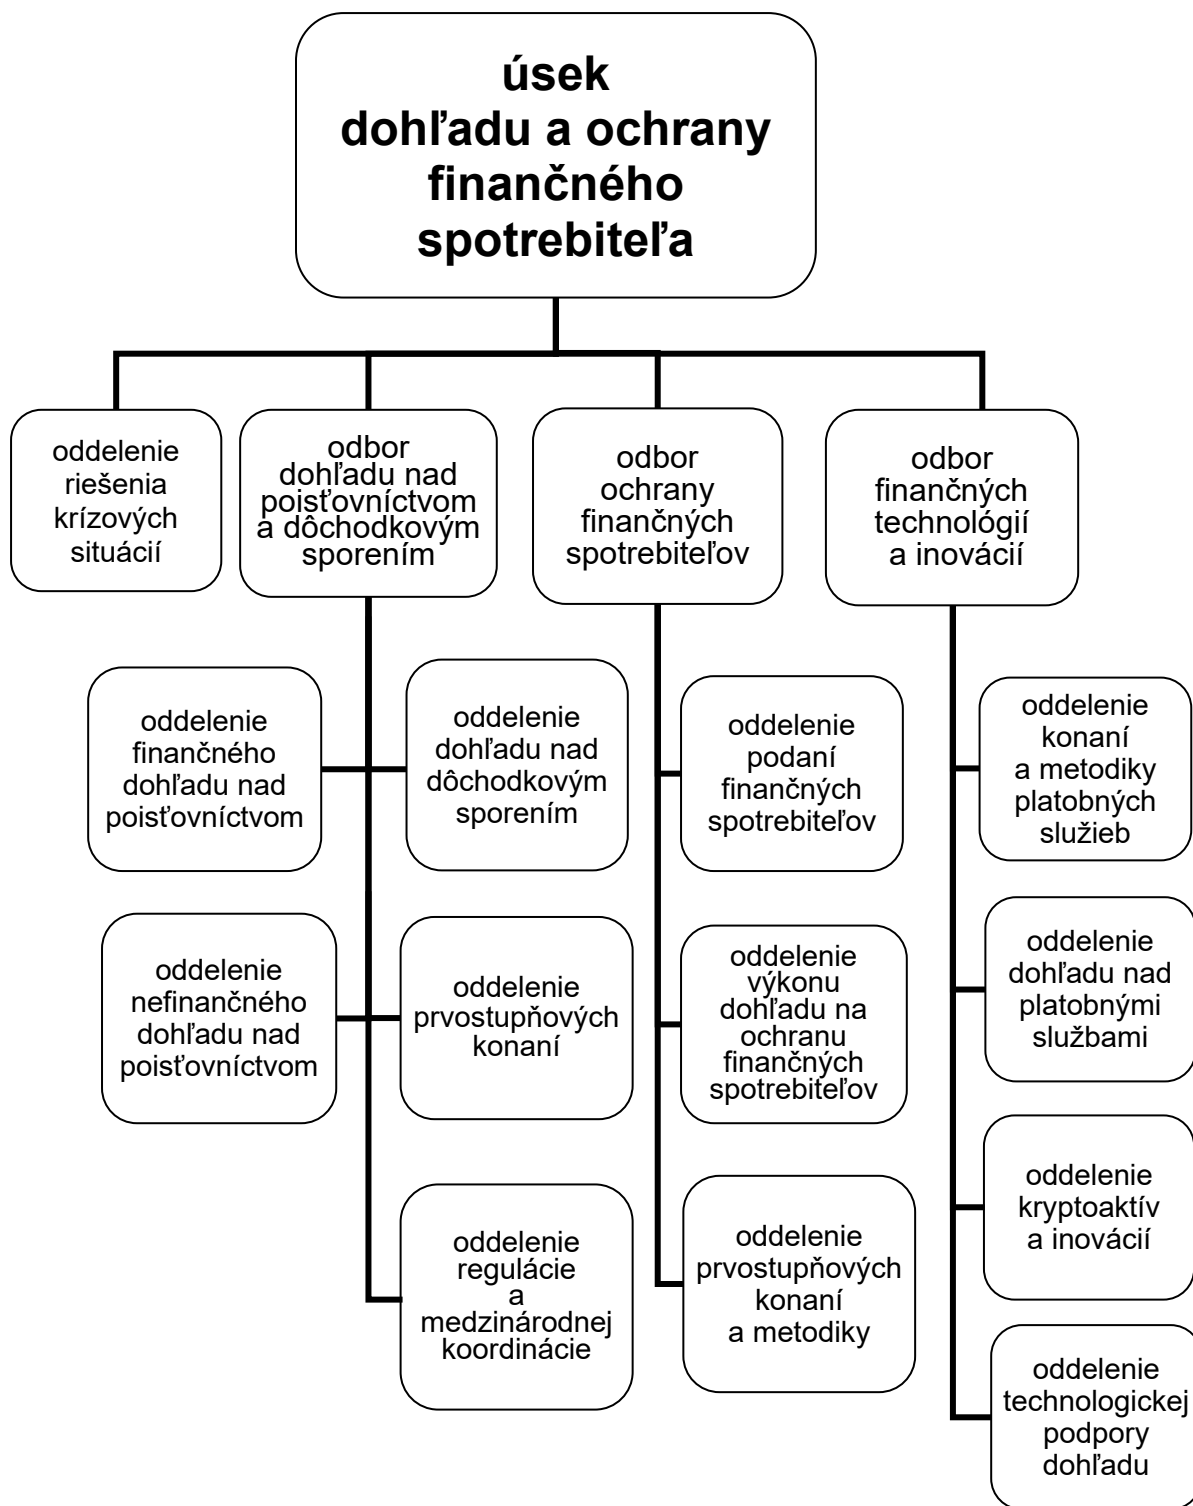 úsek
dohľadu a ochrany
finančného
spotrebiteľa
oddelenie
riešenia
krízových
situácií
odbor
dohľadu nad
poisťovníctvom
a dôchodkovým
sporením
odbor
ochrany
finančných
spotrebiteľov
odbor
finančných
technológií
a inovácií
oddelenie
finančného
dohľadu nad
poisťovníctvom
oddelenie
dohľadu nad
dôchodkovým
sporením
oddelenie
podaní
finančných
spotrebiteľov
oddelenie
konaní
a metodiky
platobných
služieb
oddelenie
nefinančného
dohľadu nad
poisťovníctvom
oddelenie
prvostupňových
konaní
oddelenie
výkonu
dohľadu na
ochranu
finančných
spotrebiteľov
oddelenie
dohľadu nad
platobnými
službami
oddelenie
regulácie
a
medzinárodnej
koordinácie
oddelenie
prvostupňových
konaní
a metodiky
oddelenie
kryptoaktív
a inovácií
oddelenie
technologickej
podpory
dohľadu